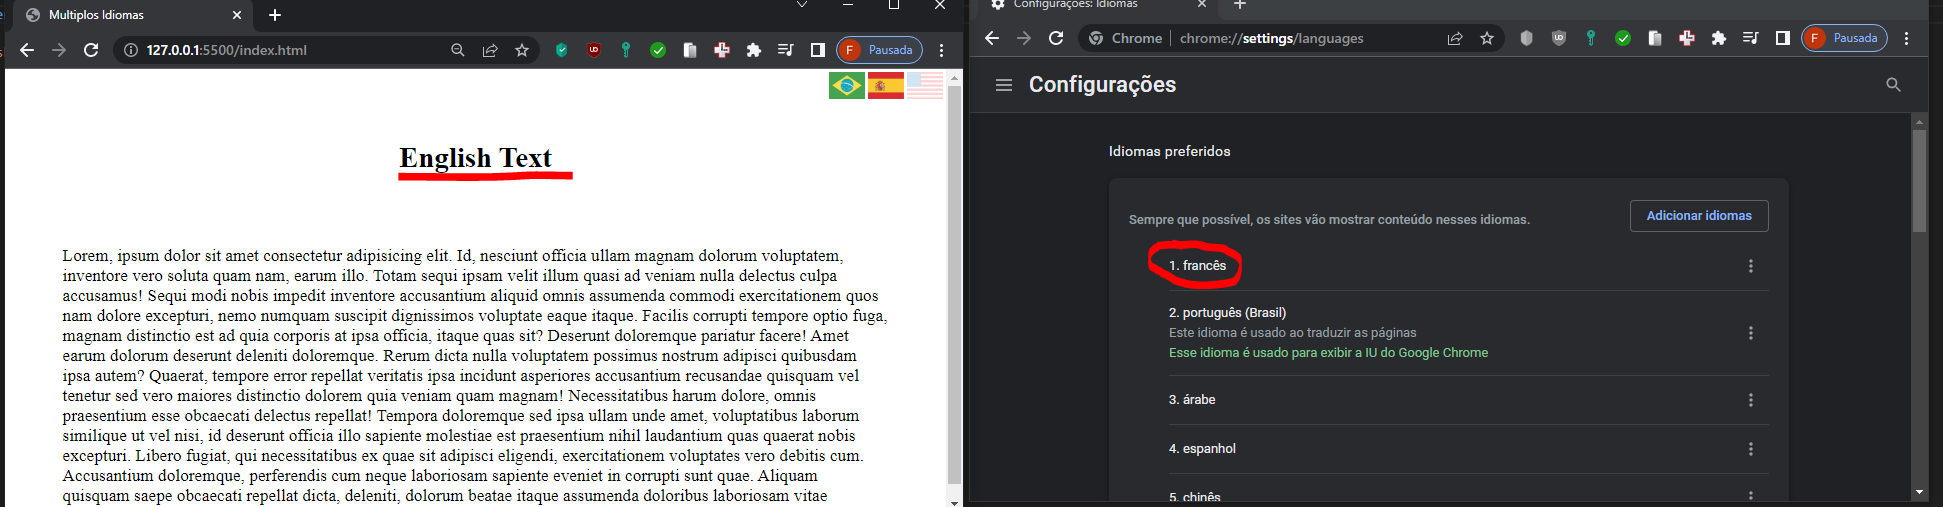 Multiplos Idiomas
127.0.0.1:5500/index.html
F Pausada
English Text
Lorem, ipsum dolor sit amet consectetur adipisicing elit. Id, nesciunt officia ullam magnam dolorum voluptatem,
inventore vero soluta quam nam, earum illo. Totam sequi ipsam velit illum quasi ad veniam nulla delectus culpa
accusamus! Sequi modi nobis impedit inventore accusantium aliquid omnis assumenda commodi exercitationem quos
nam dolore excepturi, nemo numquam suscipit dignissimos voluptate eaque itaque. Facilis corrupti tempore optio fuga,
magnam distinctio est ad quia corporis at ipsa officia, itaque quas sit? Deserunt doloremque pariatur facere! Amet
earum dolorum deserunt deleniti doloremque. Rerum dicta nulla voluptatem possimus nostrum adipisci quibusdam
ipsa autem? Quaerat, tempore error repellat veritatis ipsa incidunt asperiores accusantium recusandae quisquam vel
tenetur sed vero maiores distinctio dolorem quia veniam quam magnam! Necessitatibus harum dolore, omnis
praesentium esse obcaecati delectus repellat! Tempora doloremque sed ipsa ullam unde amet, voluptatibus laborum
similique ut vel nisi, id deserunt officia illo sapiente molestiae est praesentium nihil laudantium quas quaerat nobis
excepturi. Libero fugiat, qui necessitatibus ex quae sit adipisci eligendi, exercitationem voluptates vero debitis cum.
Accusantium doloremque, perferendis cum neque laboriosam sapiente eveniet in corrupti sunt quae. Aliquam
quisquam saepe obcaecati repellat dicta, deleniti, dolorum beatae itaque assumenda doloribus laboriosam vitae
Configurações: Idiomas
Chrome | chrome://settings/languages
F Pausada
Configurações
Idiomas preferidos
Sempre que possível, os sites vão mostrar conteúdo nesses idiomas.
Adicionar idiomas
1. francês
2. português (Brasil)
Este idioma é usado ao traduzir as páginas
Esse idioma é usado para exibir a IU do Google Chrome
3. árabe
4. espanhol
5. chinês